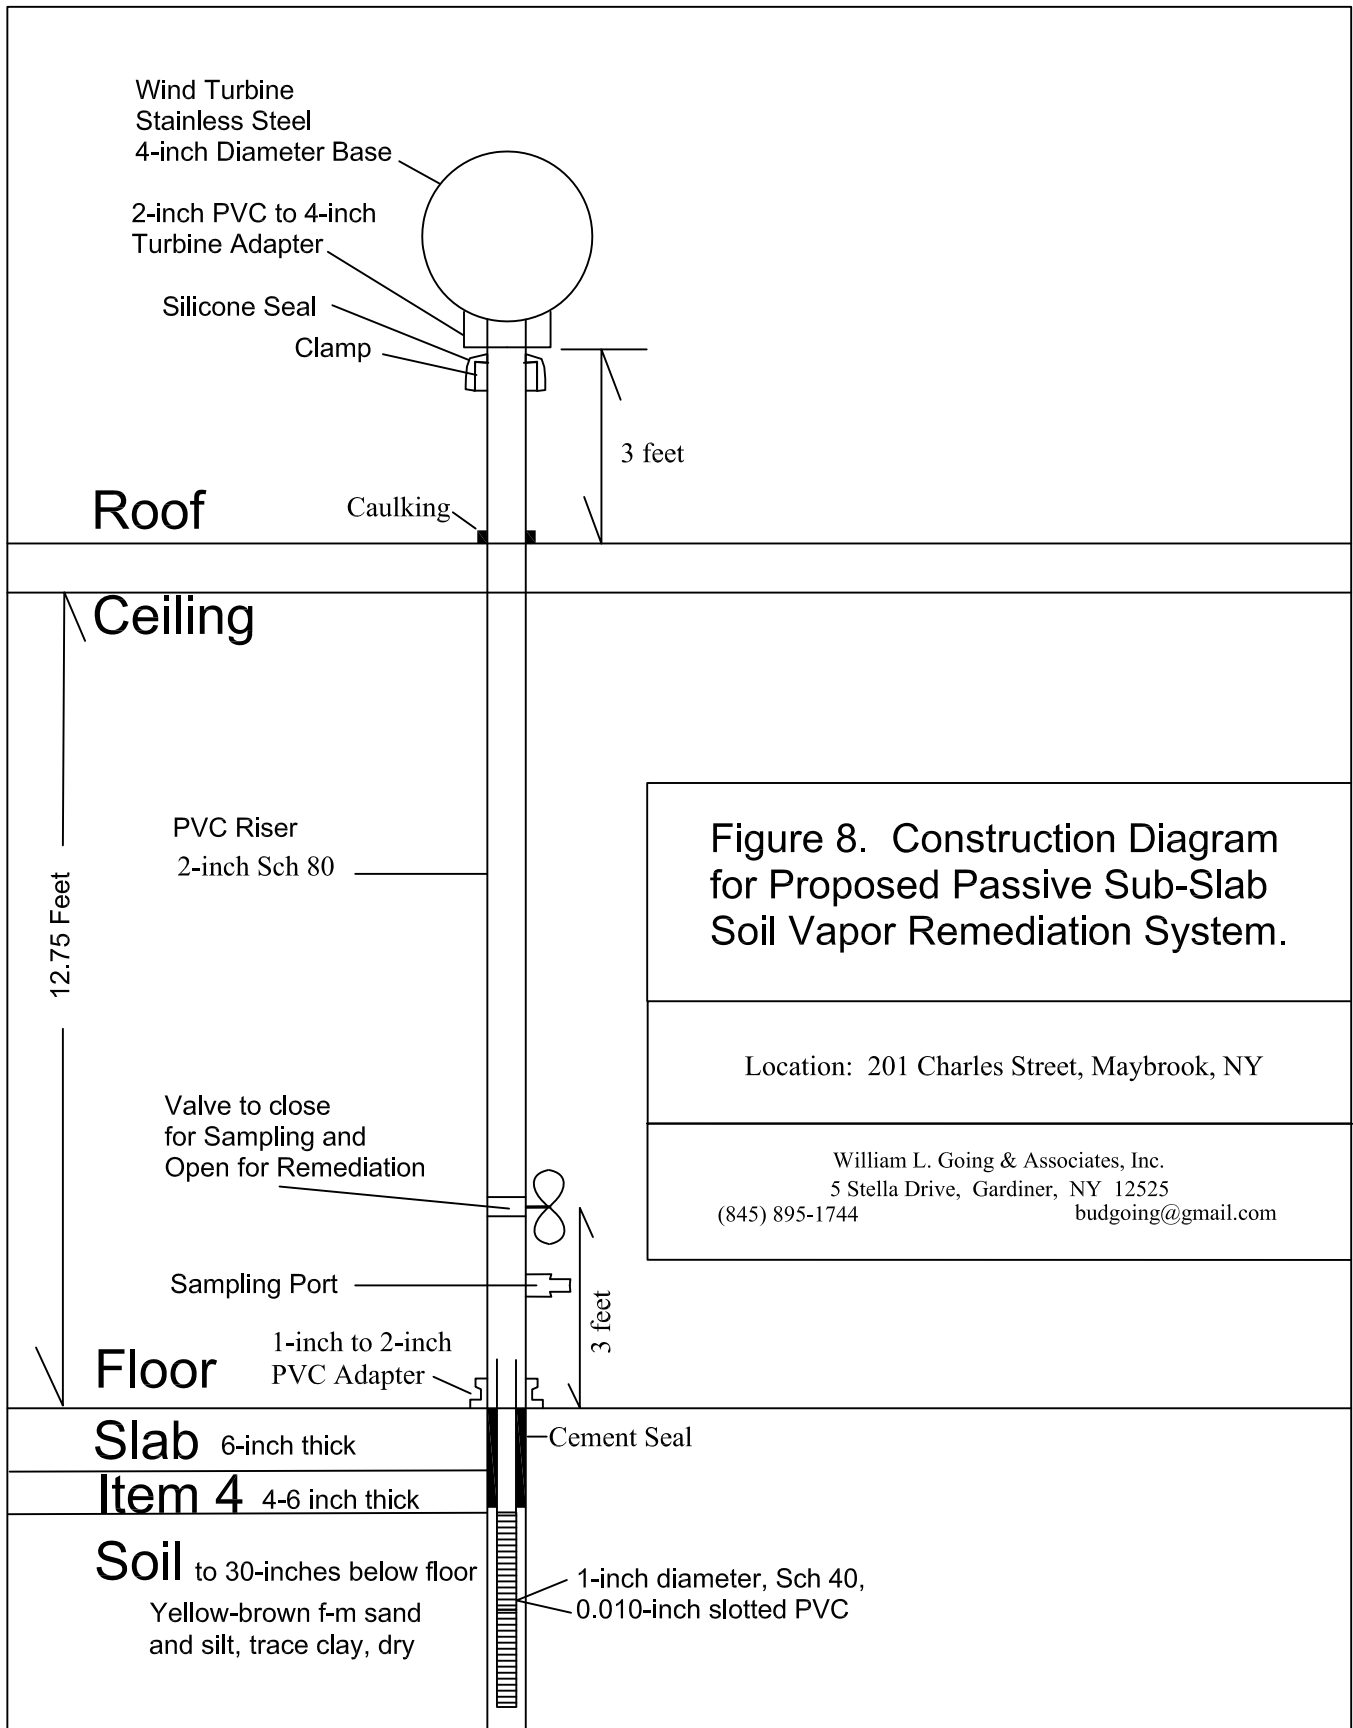 Wind Turbine
Stainless Steel
4-inch Diameter Base
2-inch PVC to 4-inch
Turbine Adapter
Silicone Seal
Clamp
3 feet
Roof
Caulking
Ceiling
PVC Riser
2-inch Sch 80
12.75 Feet
Figure 8. Construction Diagram
for Proposed Passive Sub-Slab
Soil Vapor Remediation System.
Location: 201 Charles Street, Maybrook, NY
William L. Going & Associates, Inc.
5 Stella Drive, Gardiner, NY 12525
(845) 895-1744 budgoing@gmail.com
Valve to close
for Sampling and
Open for Remediation
Sampling Port
3 feet
1-inch to 2-inch
PVC Adapter
Floor
Slab 6-inch thick
Cement Seal
Item 4 4-6 inch thick
Soil to 30-inches below floor
Yellow-brown f-m sand
and silt, trace clay, dry
1-inch diameter, Sch 40,
0.010-inch slotted PVC